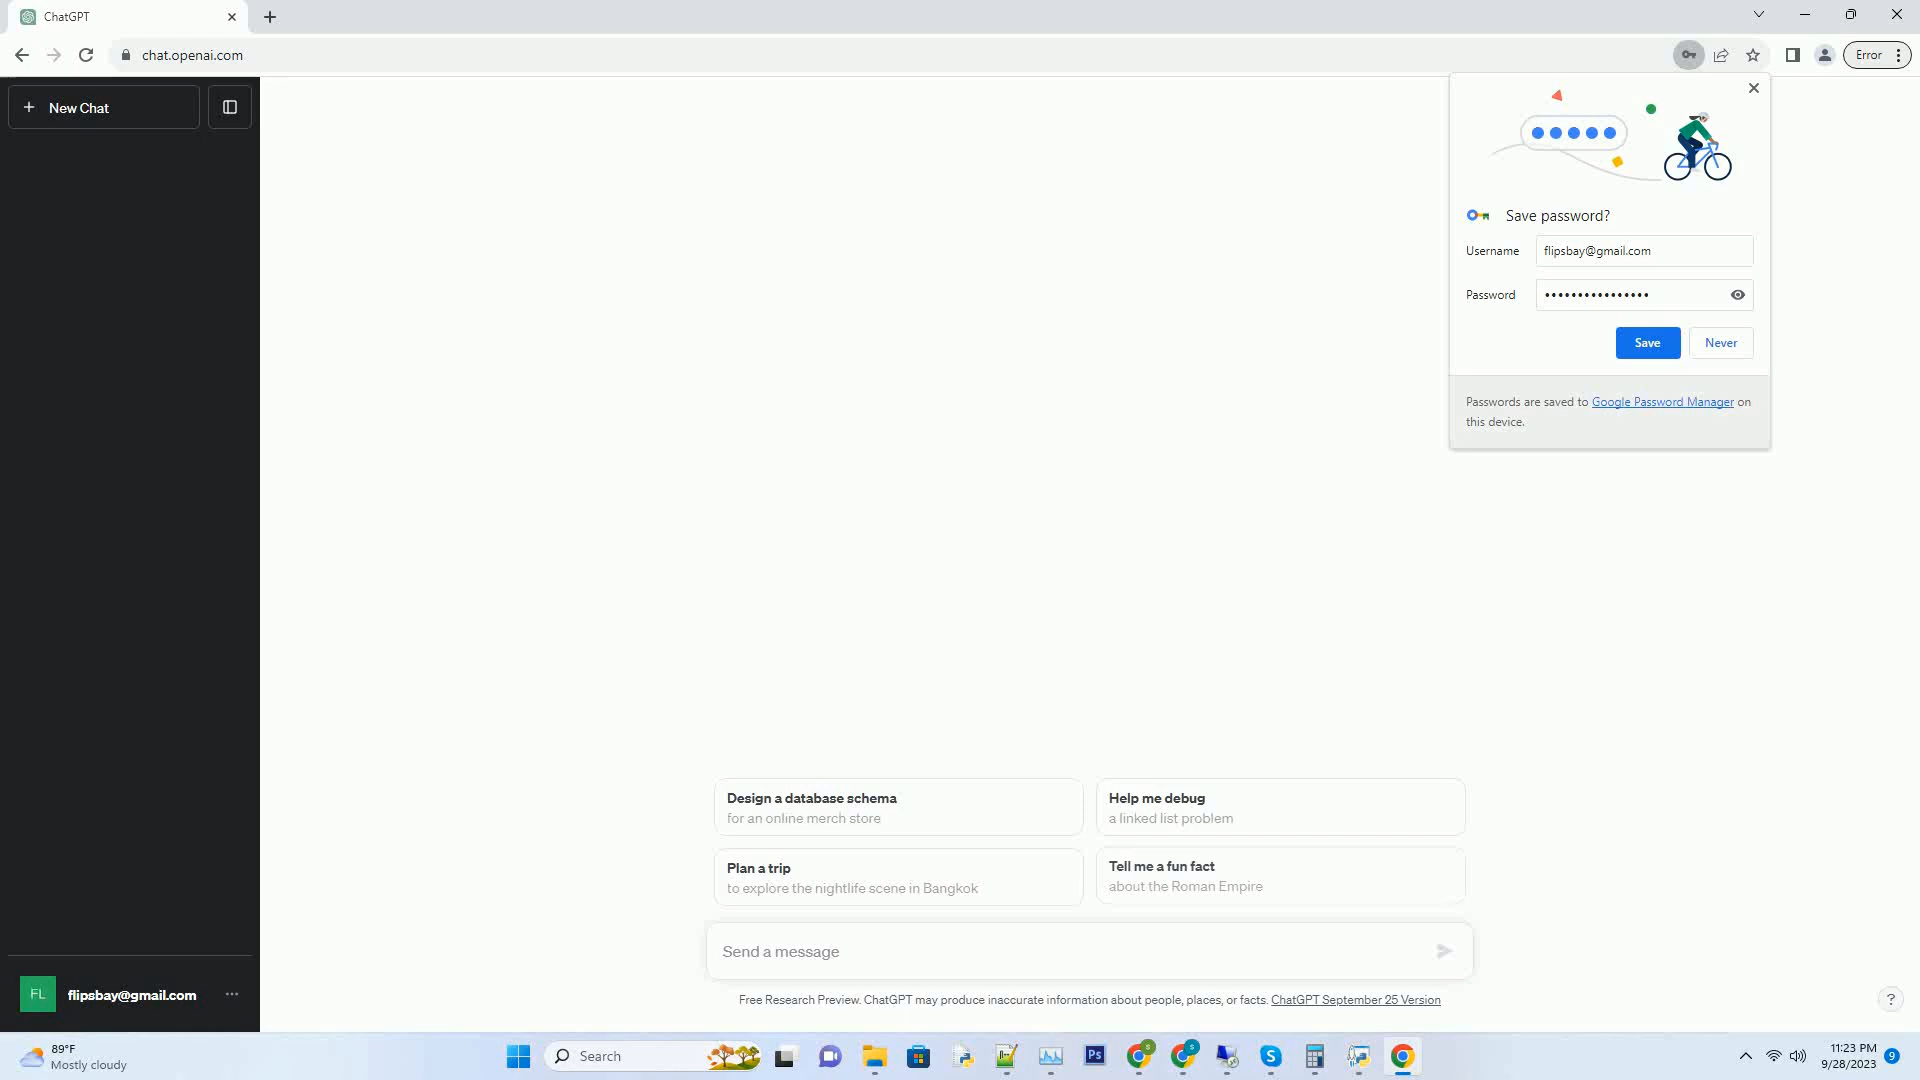 ChatGPT
chat.openai.com
Error
New Chat
Save password?
Username
flipsbay@gmail.com
Password
••••••••••••••••
Save
Never
Passwords are saved to Google Password Manager on
this device.
Design a database schema
for an online merch store
Help me debug
a linked list problem
Plan a trip
to explore the nightlife scene in Bangkok
Tell me a fun fact
about the Roman Empire
Send a message
Free Research Preview. ChatGPT may produce inaccurate information about people, places, or facts. ChatGPT September 25 Version
?
FL
flipsbay@gmail.com
89°F
Mostly cloudy
Search
Ps
S
S
S
11:23 PM
9/28/2023
9